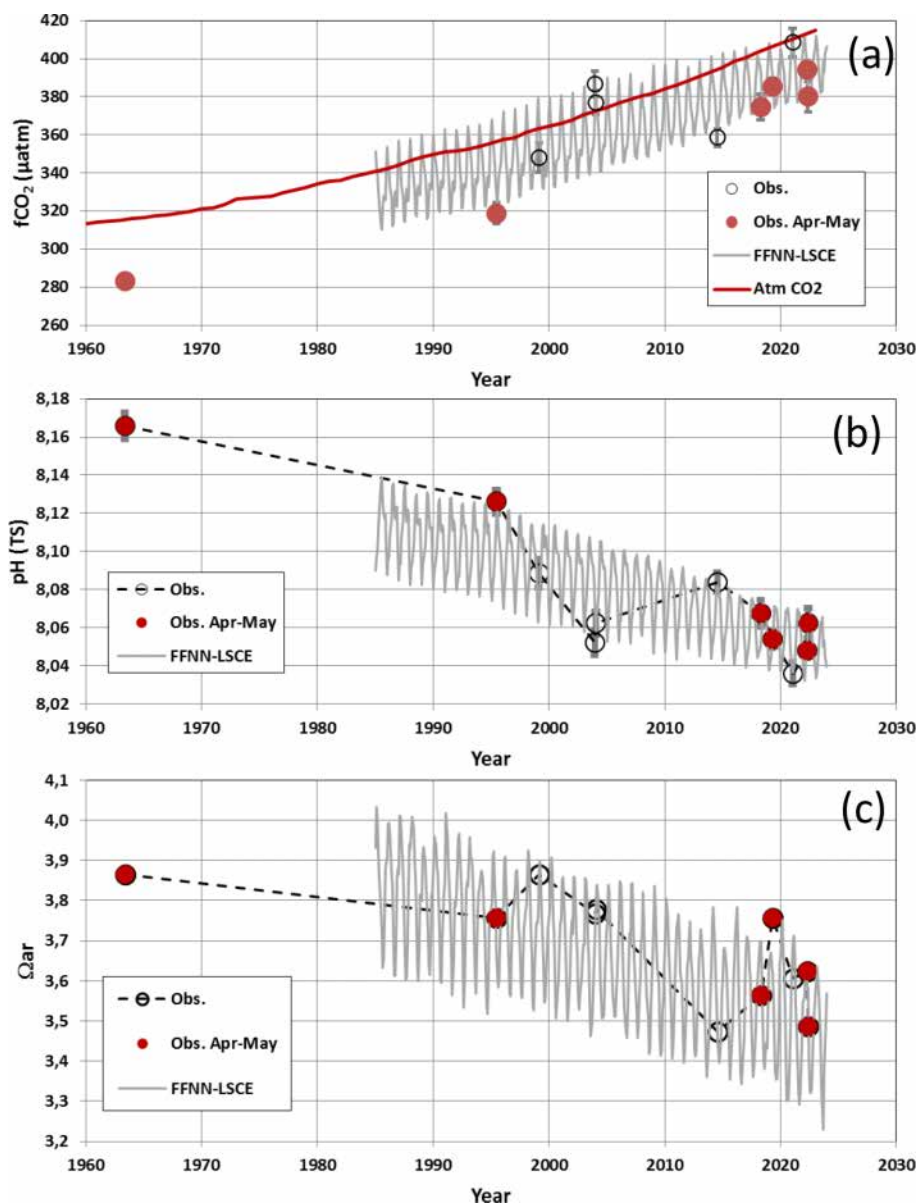 (a)
fCO₂ (µatm)
420
400
380
360
340
320
300
280
260
Obs.
Obs. Apr-May
FFNN-LSCE
Atm CO2
1960 1970 1980 1990 2000 2010 2020 2030
Year
(b)
pH (TS)
8,18
8,16
8,14
8,12
8,10
8,08
8,06
8,04
8,02
Obs.
Obs. Apr-May
FFNN-LSCE
1960 1970 1980 1990 2000 2010 2020 2030
Year
(c)
Ωar
4,1
4,0
3,9
3,8
3,7
3,6
3,5
3,4
3,3
3,2
Obs.
Obs. Apr-May
FFNN-LSCE
1960 1970 1980 1990 2000 2010 2020 2030
Year